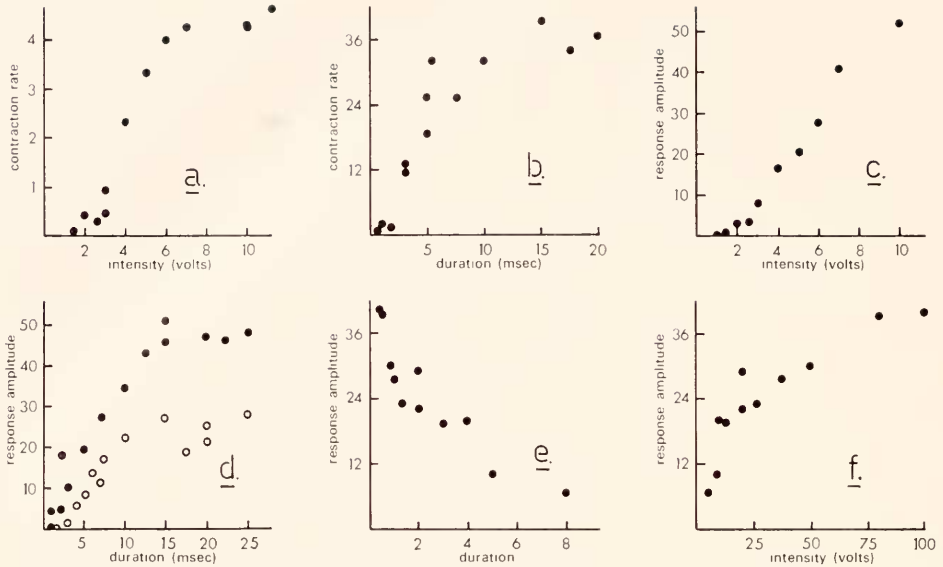 4
3
2
1
contraction rate
a.
2
4
6
8
10
intensity (volts)
36
24
12
contraction rate
b.
5
10
15
20
duration (msec)
50
40
30
20
10
response amplitude
c.
2
4
6
8
10
intensity (volts)
50
40
30
20
10
response amplitude
d.
5
10
15
20
25
duration (msec)
36
24
12
response amplitude
e.
2
4
6
8
duration
36
24
12
response amplitude
f.
25
50
75
100
intensity (volts)